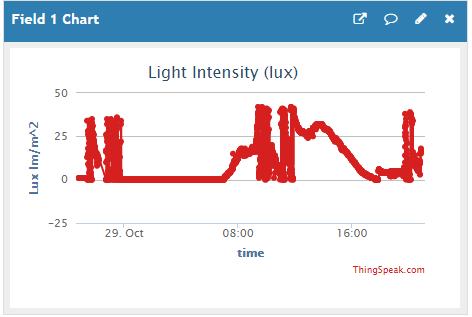 Field 1 Chart
Light Intensity (lux)
Lux lm/m^2
50
25
0
-25
29. Oct 08:00 16:00
time
ThingSpeak.com